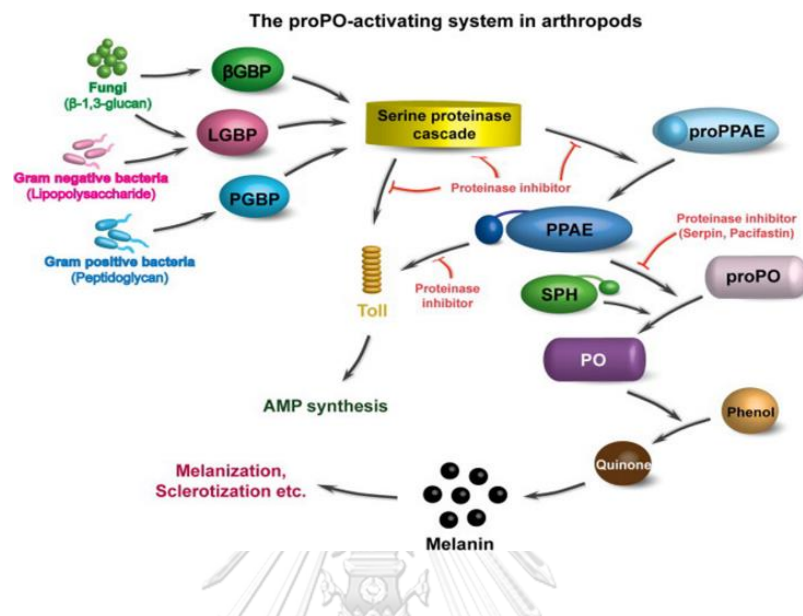 The proPO-activating system in arthropods
Fungi
(β-1,3-glucan)
βGBP
LGBP
Gram negative bacteria
(Lipopolysaccharide)
PGBP
Gram positive bacteria
(Peptidoglycan)
Serine proteinase
cascade
proPPAE
Proteinase inhibitor
PPAE
Proteinase inhibitor
(Serpin, Pacifastin)
Proteinase
inhibitor
Toll
SPH
proPO
PO
AMP synthesis
Phenol
Quinone
Melanization,
Sclerotization etc.
Melanin